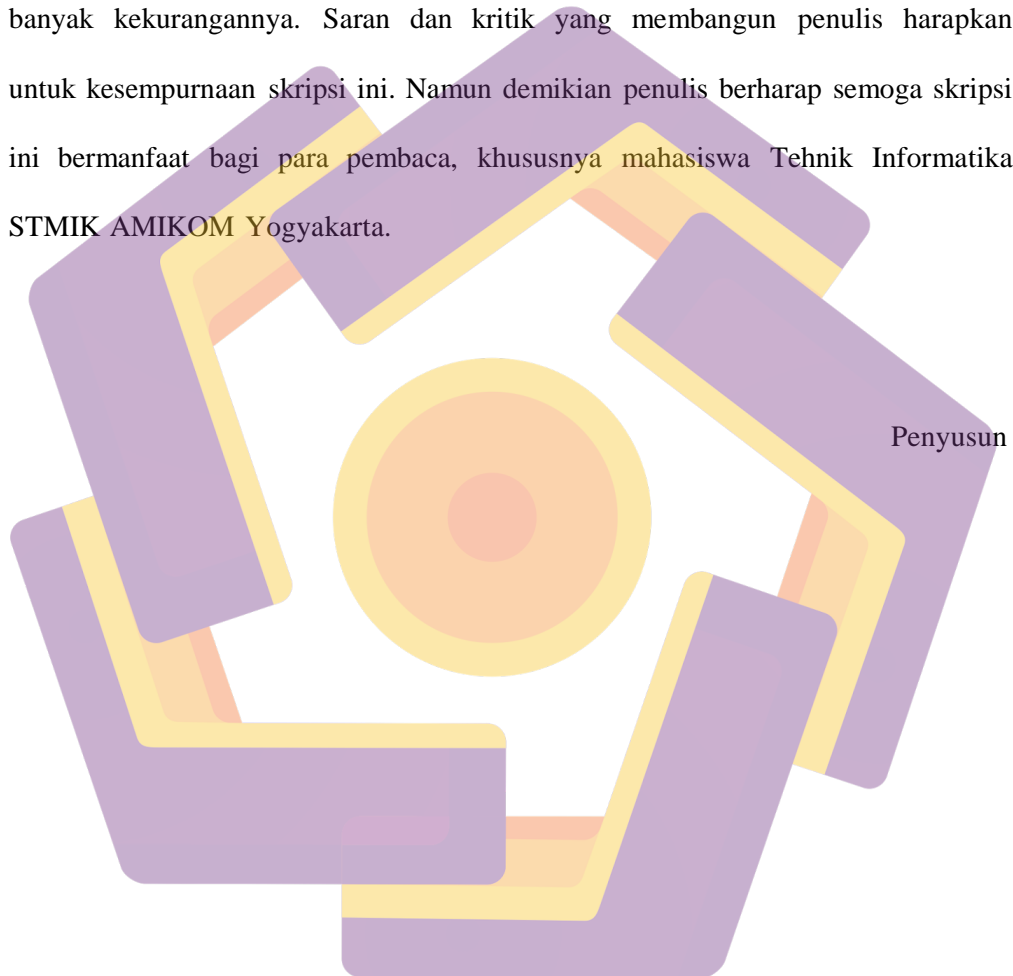 banyak kekurangannya. Saran dan kritik yang membangun penulis harapkan
untuk kesempurnaan skripsi ini. Namun demikian penulis berharap semoga skripsi
ini bermanfaat bagi para pembaca, khususnya mahasiswa Tehnik Informatika
STMIK AMIKOM Yogyakarta.
Penyusun